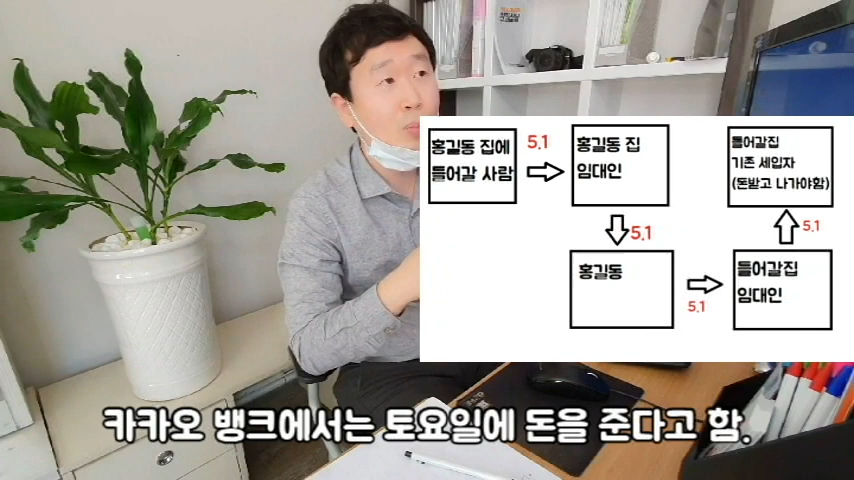 홍길동 집에
들어갈 사람
5.1
홍길동 집
임대인
5.1
홍길동
5.1
들어갈집
임대인
5.1
들어갈집
기존 세입자
(돈받고 나가야함)
카카오 뱅크에서는 토요일에 돈을 준다고 함.